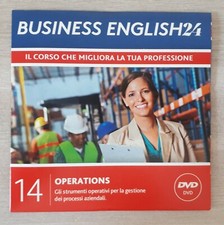 BUSINESS ENGLISH24
IL CORSO CHE MIGLIORA LA TUA PROFESSIONE
14
OPERATIONS
Gli strumenti operativi per la gestione
dei processi aziendali.
DVD
DVD